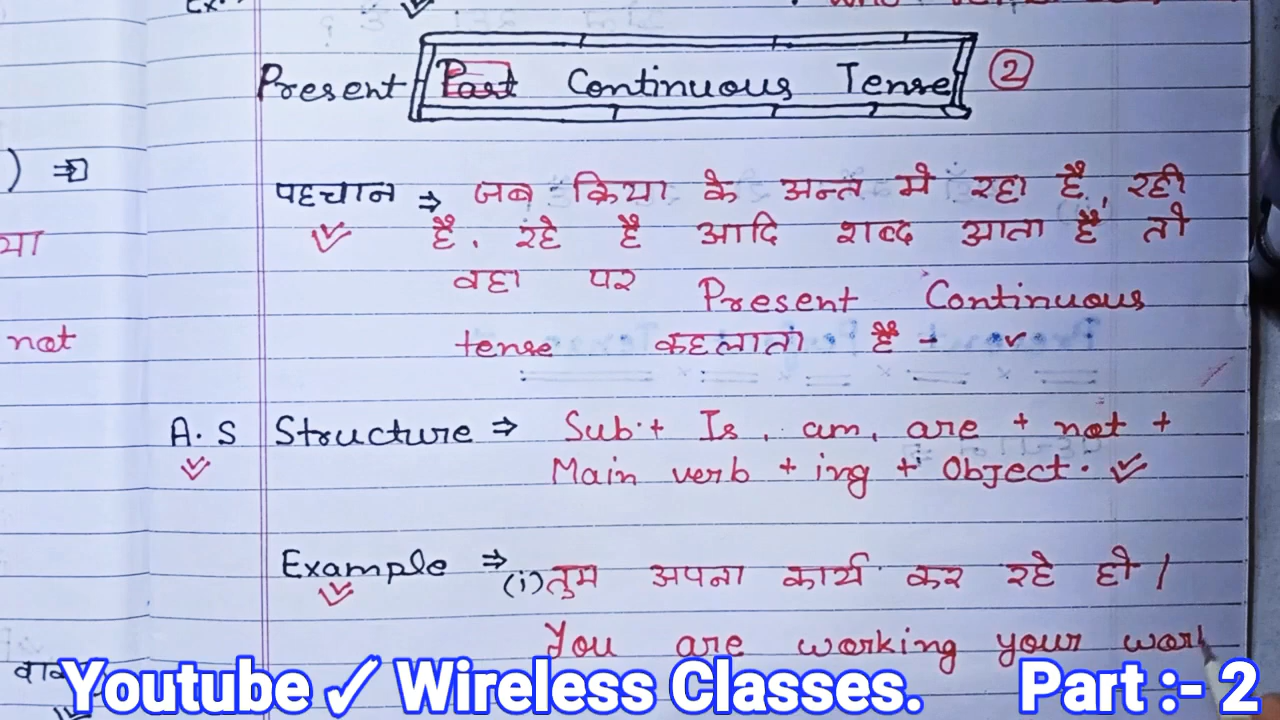 Ex.
Present Past Continuous Tense 2
) ⇒
पहचान ⇒ जब क्रिया के अन्त मे रहा है, रही
या
है. रहे है आदि शब्द आता है तो
वहा पर Present Continuous
not
tense कहलाता है -
A. S Structure ⇒ Sub.+ Is, am, are + not +
Main verb + ing + Object.
Example ⇒ (i) तुम अपना कार्य कर रहे हो।
You are working your work
Youtube ✓ Wireless Classes. Part :- 2